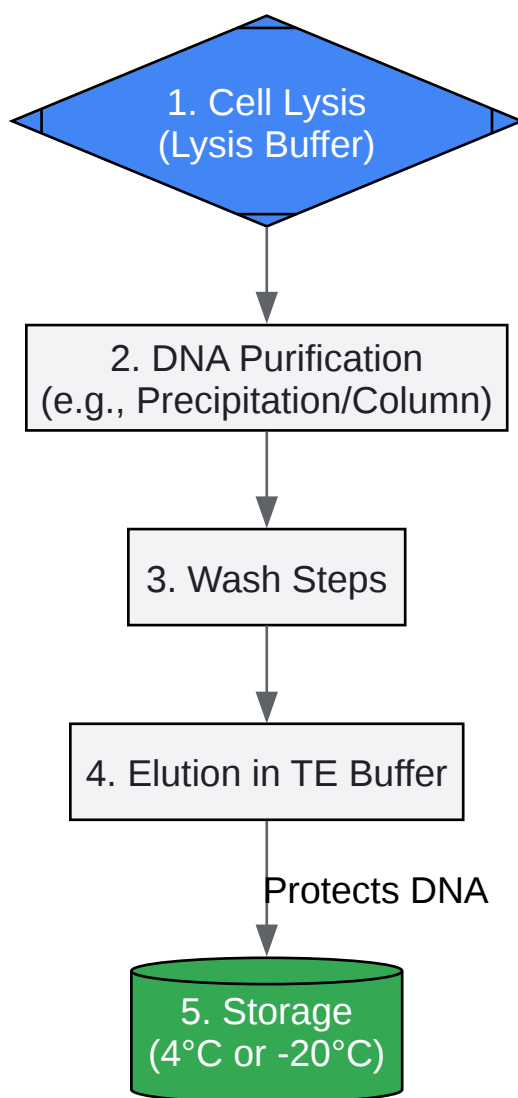 1. Cell Lysis
(Lysis Buffer)
2. DNA Purification
(e.g., Precipitation/Column)
3. Wash Steps
4. Elution in TE Buffer
Protects DNA
5. Storage
(4°C or -20°C)